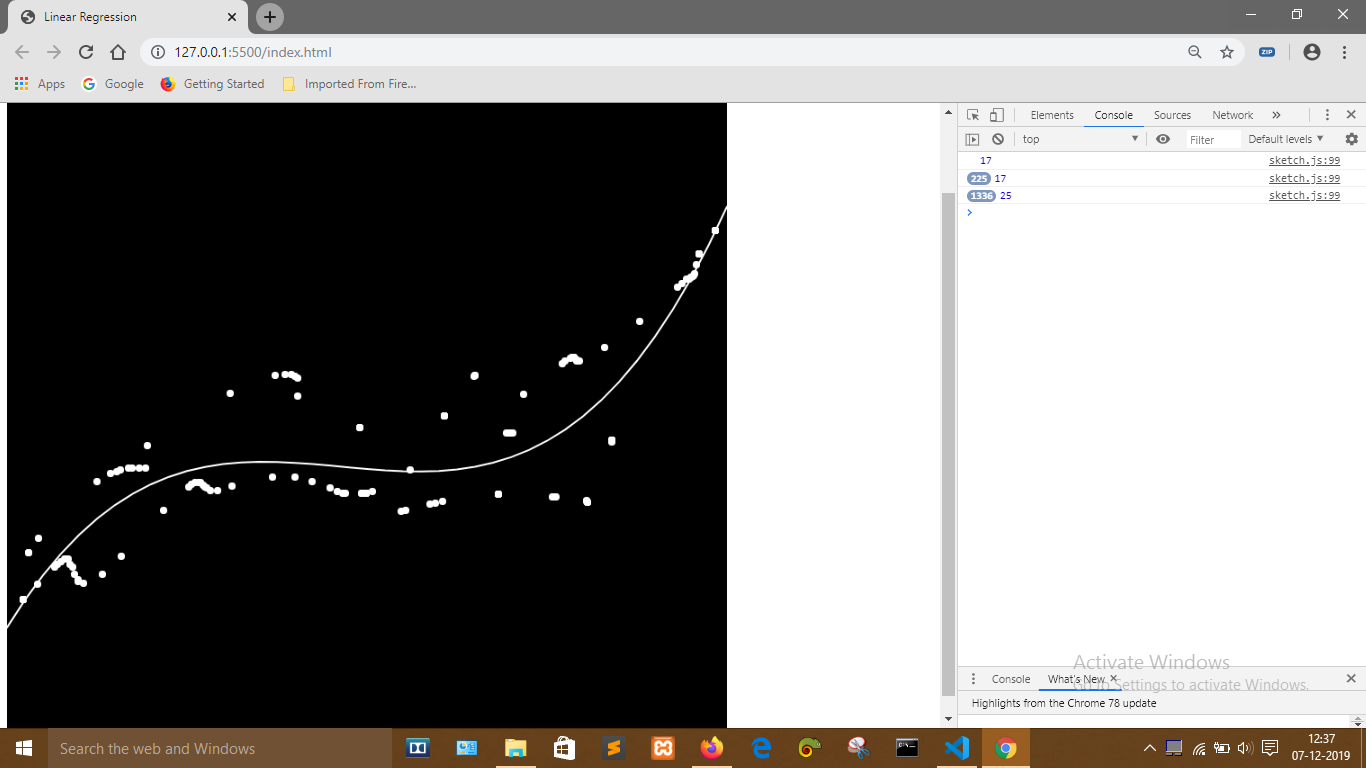 Linear Regression
127.0.0.1:5500/index.html
ZIP
Apps Google Getting Started Imported From Fire...
Elements Console Sources Network
top Filter Default levels
17 sketch.js:99
225 17 sketch.js:99
1336 25 sketch.js:99
Activate Windows
Go to Settings to activate Windows.
Console What's New
Highlights from the Chrome 78 update
Search the web and Windows
12:37
07-12-2019